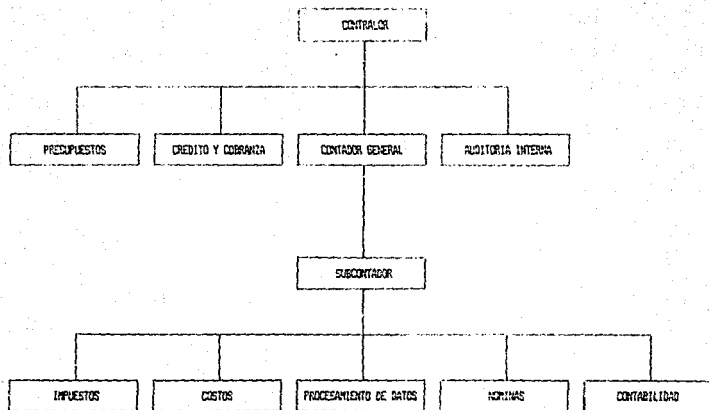 CONTRALOR
PRESUPUESTOS
CREDITO Y COBRANZA
CONTADOR GENERAL
AUDITORIA INTERNA
SUBCONTADOR
IMPUESTOS
COSTOS
PROCESAMIENTO DE DATOS
NOMINAS
CONTABILIDAD